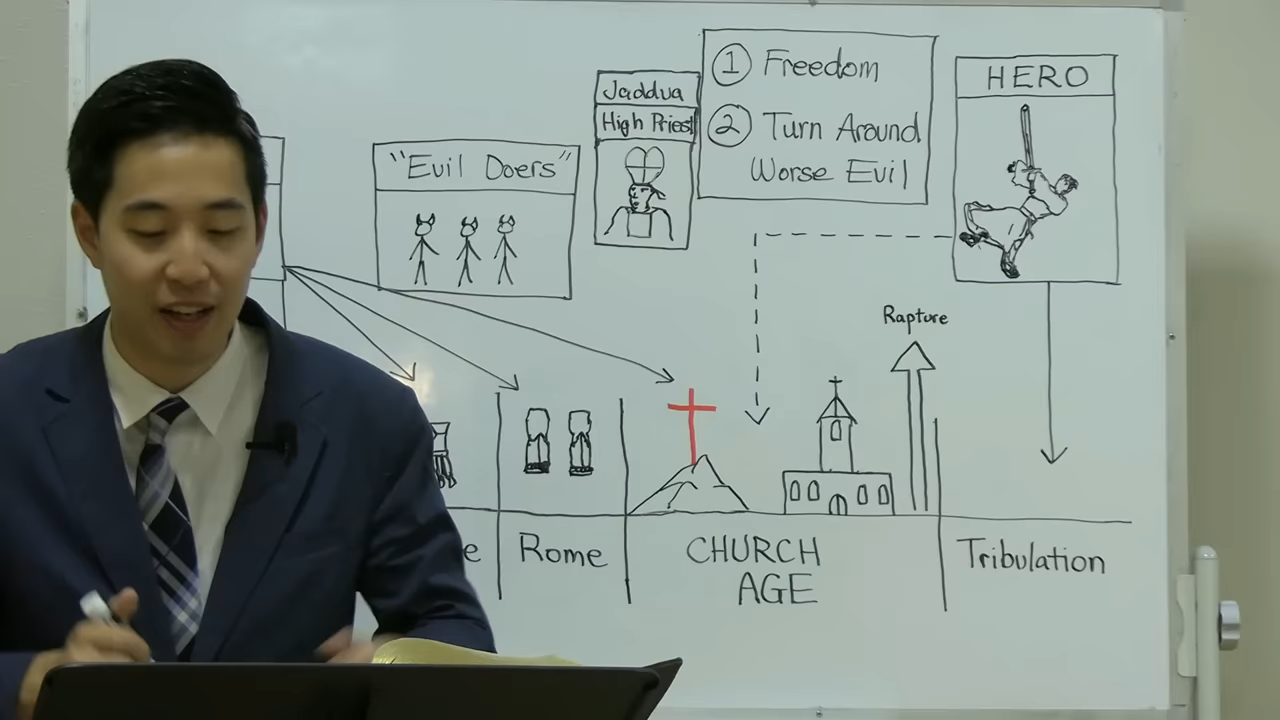 "Evil Doers"
Jaddua
High Priest
1 Freedom
2 Turn Around
Worse Evil
HERO
Rapture
Rome
CHURCH
AGE
Tribulation